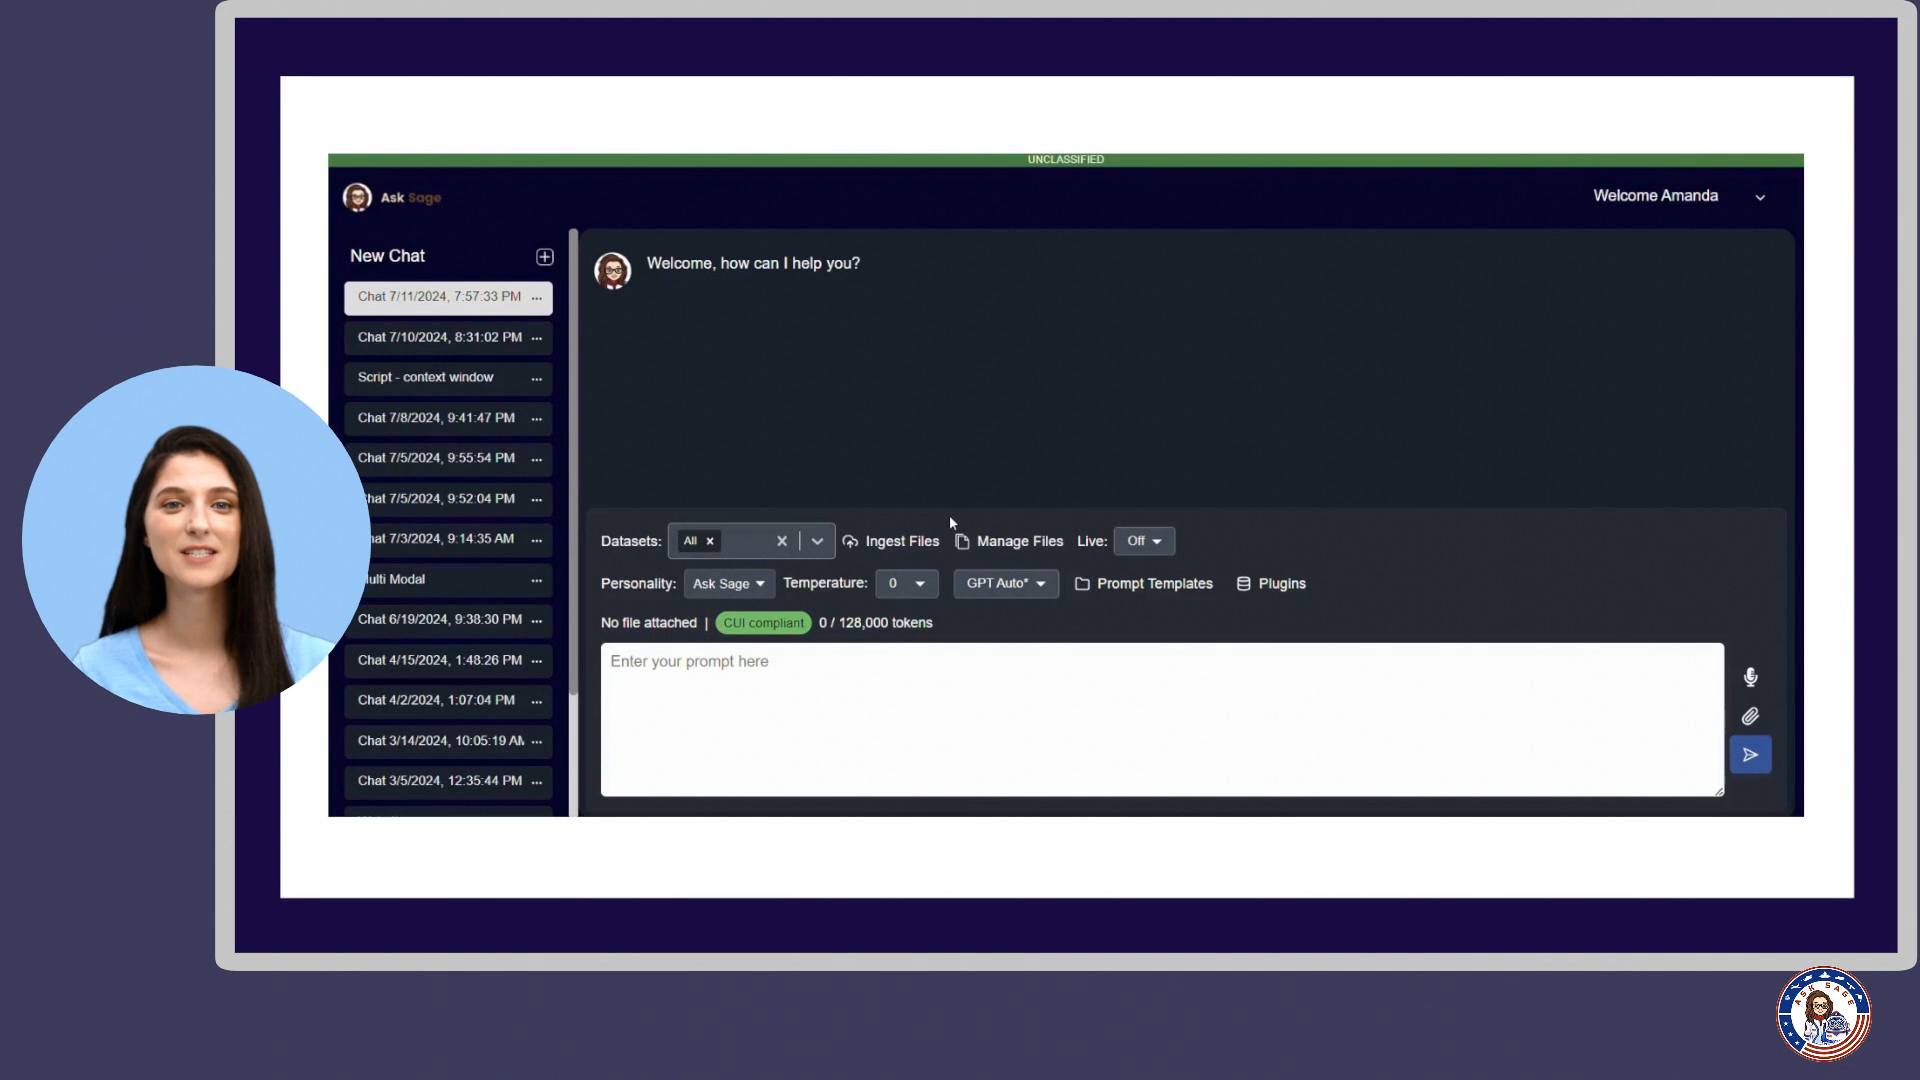 UNCLASSIFIED
Ask Sage
Welcome Amanda
New Chat
Chat 7/11/2024, 7:57:33 PM
Chat 7/10/2024, 8:31:02 PM
Script - context window
Chat 7/8/2024, 9:41:47 PM
Chat 7/5/2024, 9:55:54 PM
hat 7/5/2024, 9:52:04 PM
at 7/3/2024, 9:14:35 AM
ulti Modal
Chat 6/19/2024, 9:38:30 PM
Chat 4/15/2024, 1:48:26 PM
Chat 4/2/2024, 1:07:04 PM
Chat 3/14/2024, 10:05:19 AM
Chat 3/5/2024, 12:35:44 PM
Welcome, how can I help you?
Datasets: All Ingest Files Manage Files Live: Off
Personality: Ask Sage Temperature: 0 GPT Auto* Prompt Templates Plugins
No file attached | CUI compliant 0 / 128,000 tokens
Enter your prompt here
ASK SAGE